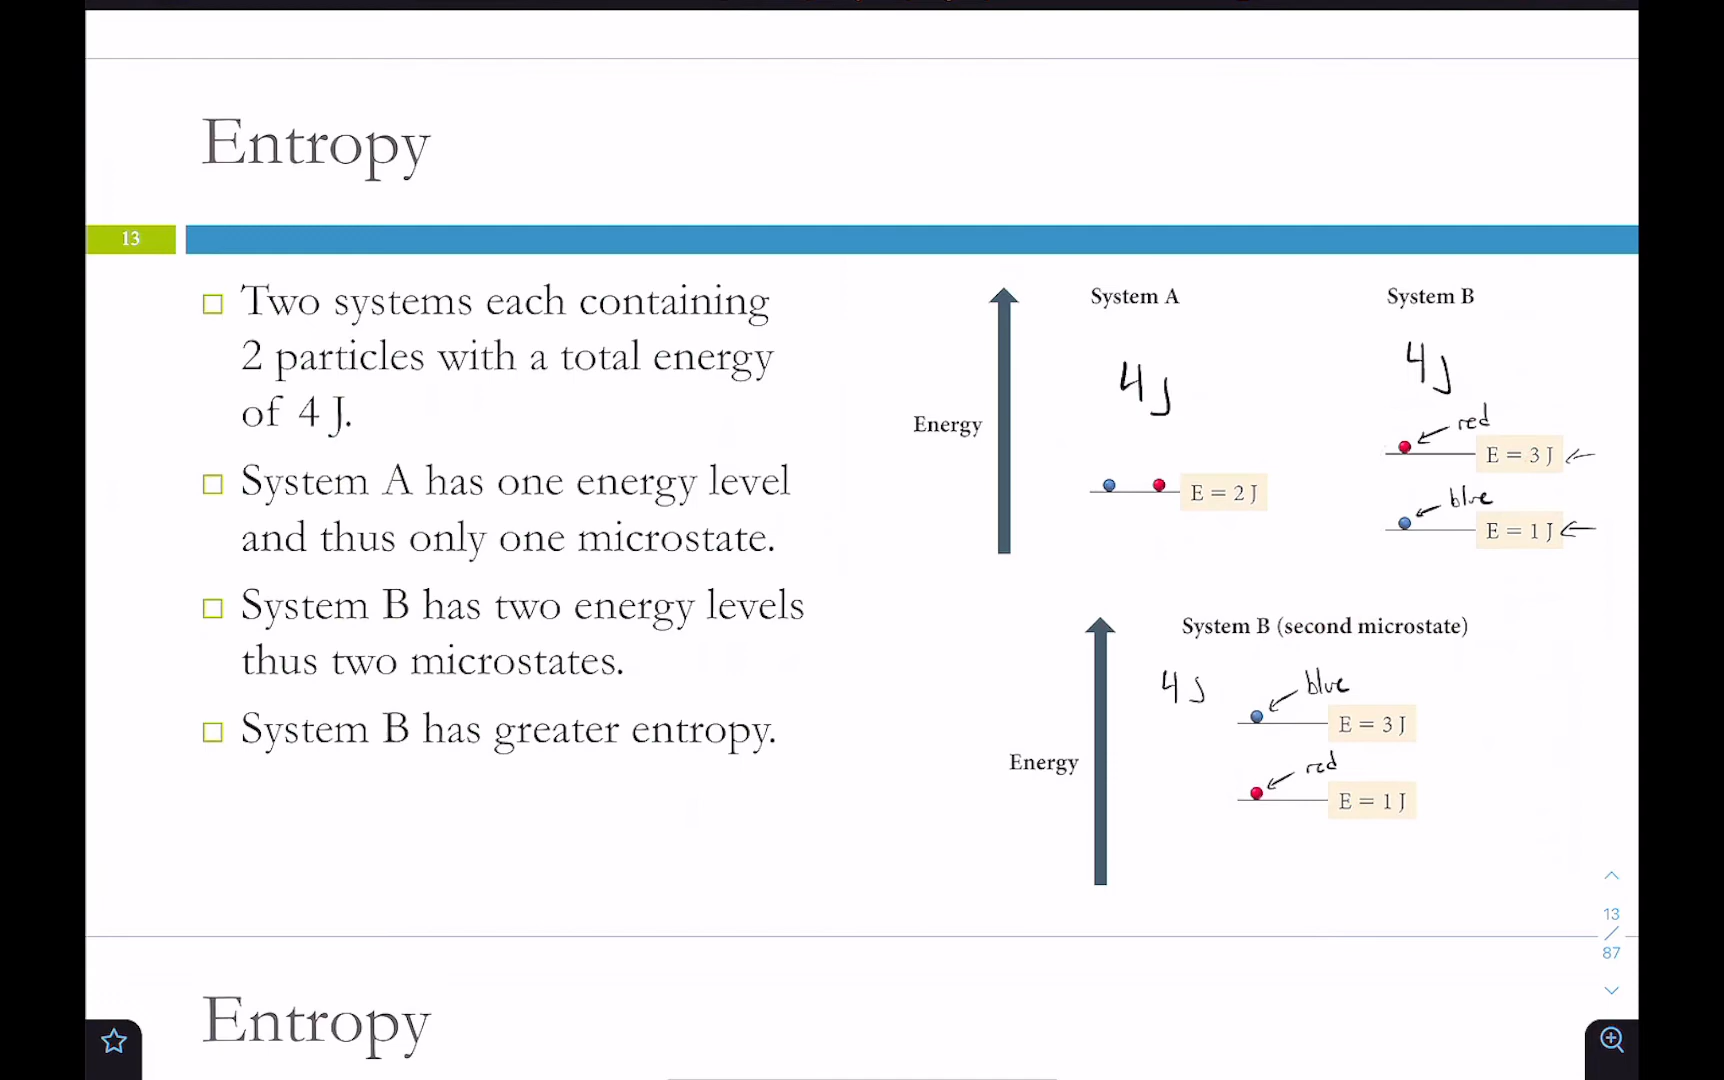 Entropy
13
Two systems each containing
2 particles with a total energy
of 4 J.
System A has one energy level
and thus only one microstate.
System B has two energy levels
thus two microstates.
System B has greater entropy.
System A
System B
4 J
4 J
red
Energy
E = 3 J
E = 2 J
blue
E = 1 J
System B (second microstate)
4 J
blue
E = 3 J
Energy
red
E = 1 J
13
/
87
Entropy